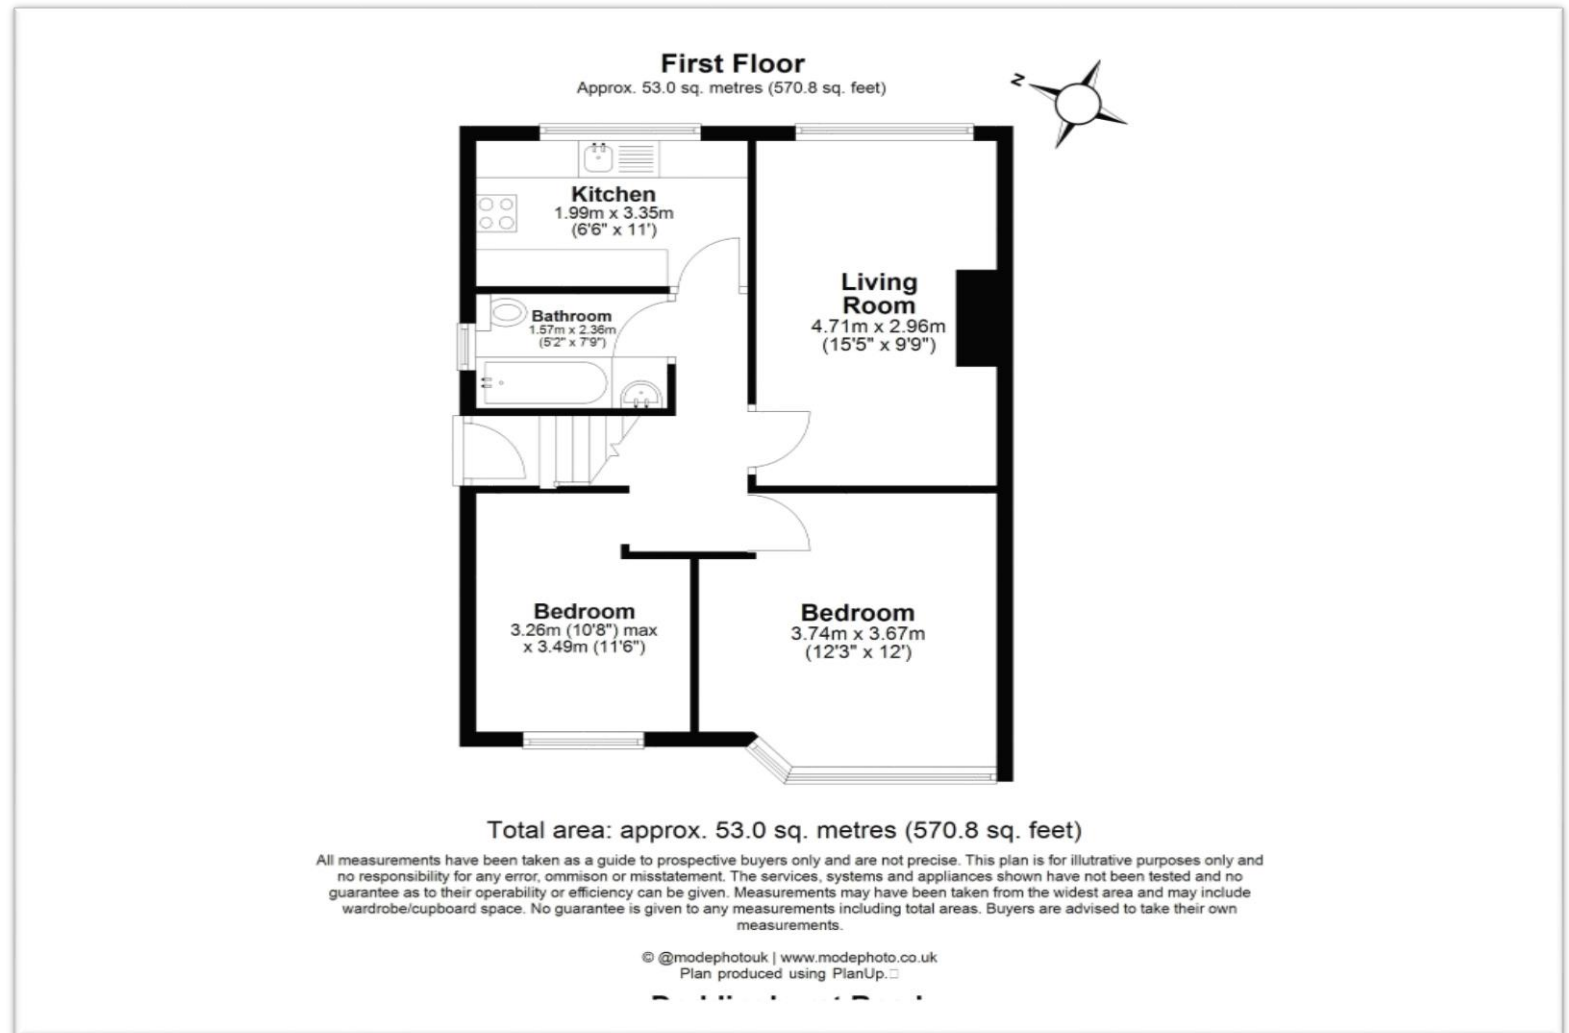 First Floor
Approx. 53.0 sq. metres (570.8 sq. feet)
N
Kitchen
1.99m x 3.35m
(6'6" x 11')
Living
Room
4.71m x 2.96m
(15'5" x 9'9")
Bathroom
1.57m x 2.36m
(5'2" x 7'9")
Bedroom
3.26m (10'8") max
x 3.49m (11'6")
Bedroom
3.74m x 3.67m
(12'3" x 12')
Total area: approx. 53.0 sq. metres (570.8 sq. feet)
All measurements have been taken as a guide to prospective buyers only and are not precise. This plan is for illutrative purposes only and
no responsibility for any error, ommison or misstatement. The services, systems and appliances shown have not been tested and no
guarantee as to their operability or efficiency can be given. Measurements may have been taken from the widest area and may include
wardrobe/cupboard space. No guarantee is given to any measurements including total areas. Buyers are advised to take their own
measurements.
© @modephotouk | www.modephoto.co.uk
Plan produced using PlanUp.